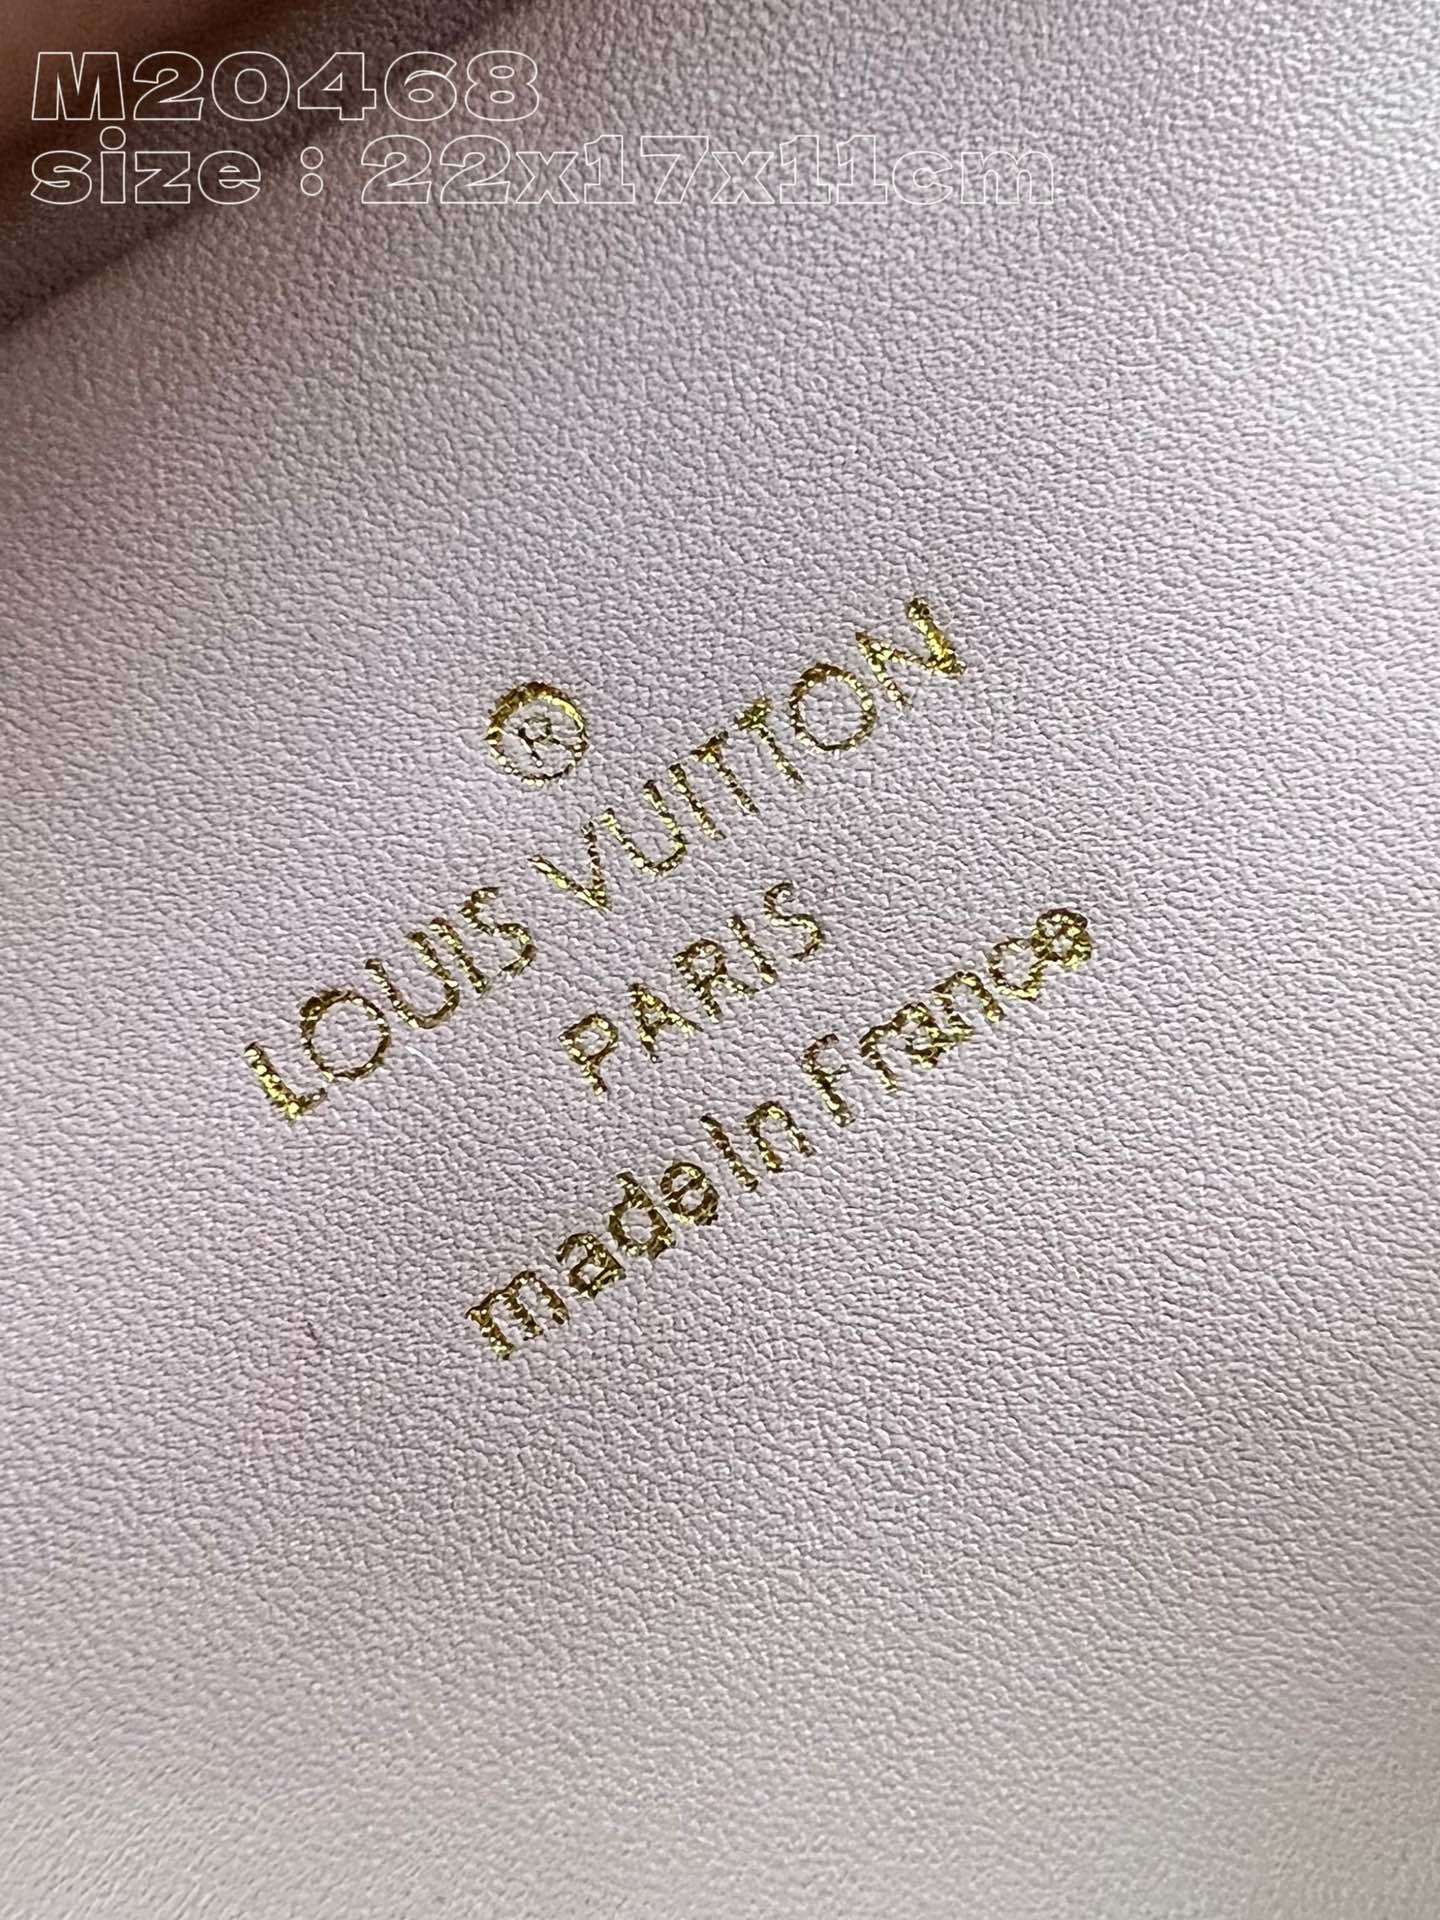 M20468
size : 22x17x11cm
®
LOUIS VUITTON
PARIS
made in France